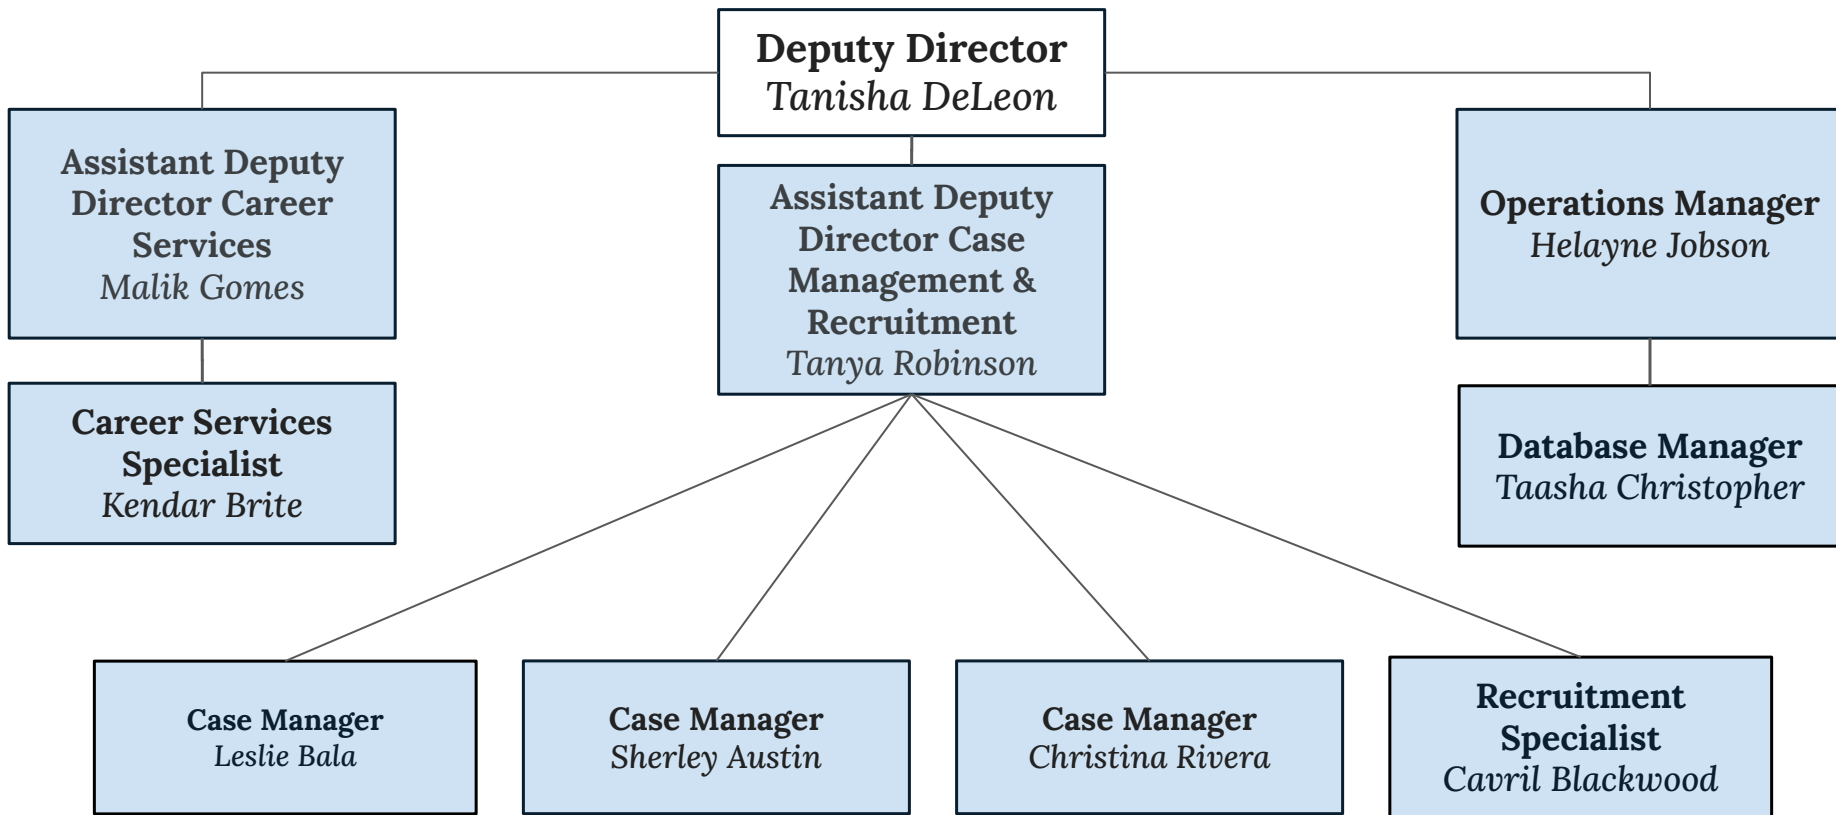 Deputy Director
Tanisha DeLeon
Assistant Deputy
Director Career
Services
Malik Gomes
Assistant Deputy
Director Case
Management &
Recruitment
Tanya Robinson
Operations Manager
Helayne Jobson
Career Services
Specialist
Kendar Brite
Database Manager
Taasha Christopher
Case Manager
Leslie Bala
Case Manager
Sherley Austin
Case Manager
Christina Rivera
Recruitment
Specialist
Cavril Blackwood